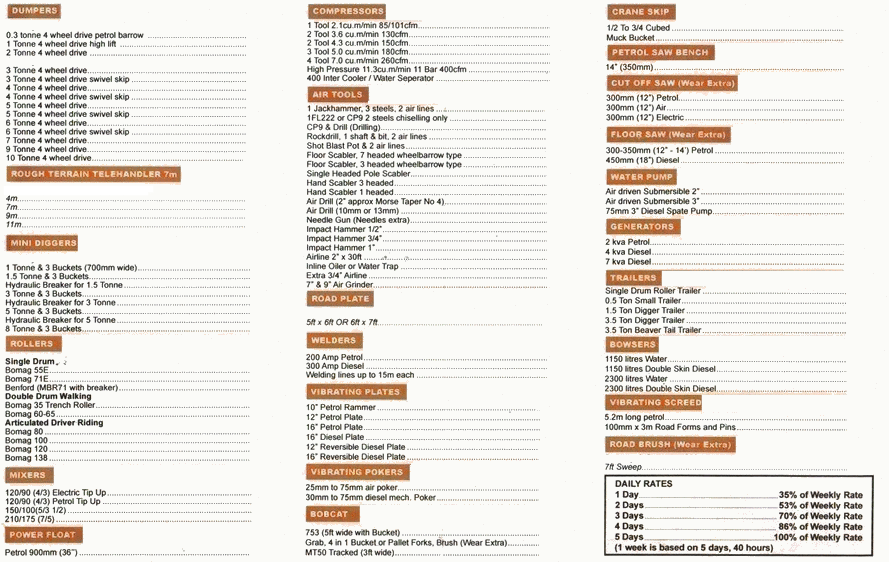 DUMPERS
0.3 tonne 4 wheel drive petrol barrow
1 Tonne 4 wheel drive high lift
2 Tonne 4 wheel drive
3 Tonne 4 wheel drive
3 Tonne 4 wheel drive swivel skip
4 Tonne 4 wheel drive
4 Tonne 4 wheel drive swivel skip
5 Tonne 4 wheel drive
5 Tonne 4 wheel drive swivel skip
6 Tonne 4 wheel drive
6 Tonne 4 wheel drive swivel skip
7 Tonne 4 wheel drive
9 Tonne 4 wheel drive
10 Tonne 4 wheel drive
ROUGH TERRAIN TELEHANDLER 7m
4m
7m
9m
11m
MINI DIGGERS
1 Tonne & 3 Buckets (700mm wide)
1.5 Tonne & 3 Buckets
Hydraulic Breaker for 1.5 Tonne
3 Tonne & 3 Buckets
Hydraulic Breaker for 3 Tonne
5 Tonne & 3 Buckets
Hydraulic Breaker for 5 Tonne
8 Tonne & 3 Buckets
ROLLERS
Single Drum
Bomag 55E
Bomag 71E
Benford (MBR71 with breaker)
Double Drum Walking
Bomag 35 Trench Roller
Bomag 60-65
Articulated Driver Riding
Bomag 80
Bomag 100
Bomag 120
Bomag 138
MIXERS
120/90 (4/3) Electric Tip Up
120/90 (4/3) Petrol Tip Up
150/100(5/3 1/2)
210/175 (7/5)
POWER FLOAT
Petrol 900mm (36")
COMPRESSORS
1 Tool 2.1cu.m/min 85/101cfm
2 Tool 3.6 cu.m/min 130cfm
2 Tool 4.3 cu.m/min 150cfm
3 Tool 5.0 cu.m/min 180cfm
4 Tool 7.0 cu.m/min 260cfm
High Pressure 11.3cu.m/min 11 Bar 400cfm
400 Inter Cooler / Water Seperator
AIR TOOLS
1 Jackhammer, 3 steels, 2 air lines
1FL222 or CP9 2 steels chiselling only
CP9 & Drill (Drilling)
Rockdrill, 1 shaft & bit, 2 air lines
Shot Blast Pot & 2 air lines
Floor Scabler, 7 headed wheelbarrow type
Floor Scabler, 3 headed wheelbarrow type
Single Headed Pole Scabler
Hand Scabler 3 headed
Hand Scabler 1 headed
Air Drill (2" approx Morse Taper No 4)
Air Drill (10mm or 13mm)
Needle Gun (Needles extra)
Impact Hammer 1/2"
Impact Hammer 3/4"
Impact Hammer 1"
Airline 2" x 30ft
Inline Oiler or Water Trap
Extra 3/4" Airline
7" & 9" Air Grinder
ROAD PLATE
5ft x 6ft OR 6ft x 7ft
WELDERS
200 Amp Petrol
300 Amp Diesel
Welding lines up to 15m each
VIBRATING PLATES
10" Petrol Rammer
12" Petrol Plate
16" Petrol Plate
16" Diesel Plate
12" Reversible Diesel Plate
16" Reversible Diesel Plate
VIBRATING POKERS
25mm to 75mm air poker
30mm to 75mm diesel mech. Poker
BOBCAT
753 (5ft wide with Bucket)
Grab, 4 in 1 Bucket or Pallet Forks, Brush (Wear Extra)
MT50 Tracked (3ft wide)
CRANE SKIP
1/2 To 3/4 Cubed
Muck Bucket
PETROL SAW BENCH
14" (350mm)
CUT OFF SAW (Wear Extra)
300mm (12") Petrol
300mm (12") Air
300mm (12") Electric
FLOOR SAW (Wear Extra)
300-350mm (12" - 14') Petrol
450mm (18") Diesel
WATER PUMP
Air driven Submersible 2"
Air driven Submersible 3"
75mm 3" Diesel Spate Pump
GENERATORS
2 kva Petrol
4 kva Diesel
7 kva Diesel
TRAILERS
Single Drum Roller Trailer
0.5 Ton Small Trailer
1.5 Ton Digger Trailer
3.5 Ton Digger Trailer
3.5 Ton Beaver Tail Trailer
BOWSERS
1150 litres Water
1150 litres Double Skin Diesel
2300 litres Water
2300 litres Double Skin Diesel
VIBRATING SCREED
5.2m long petrol
100mm x 3m Road Forms and Pins
ROAD BRUSH (Wear Extra)
7ft Sweep
DAILY RATES
1 Day 35% of Weekly Rate
2 Days 53% of Weekly Rate
3 Days 70% of Weekly Rate
4 Days 86% of Weekly Rate
5 Days 100% of Weekly Rate
(1 week is based on 5 days, 40 hours)